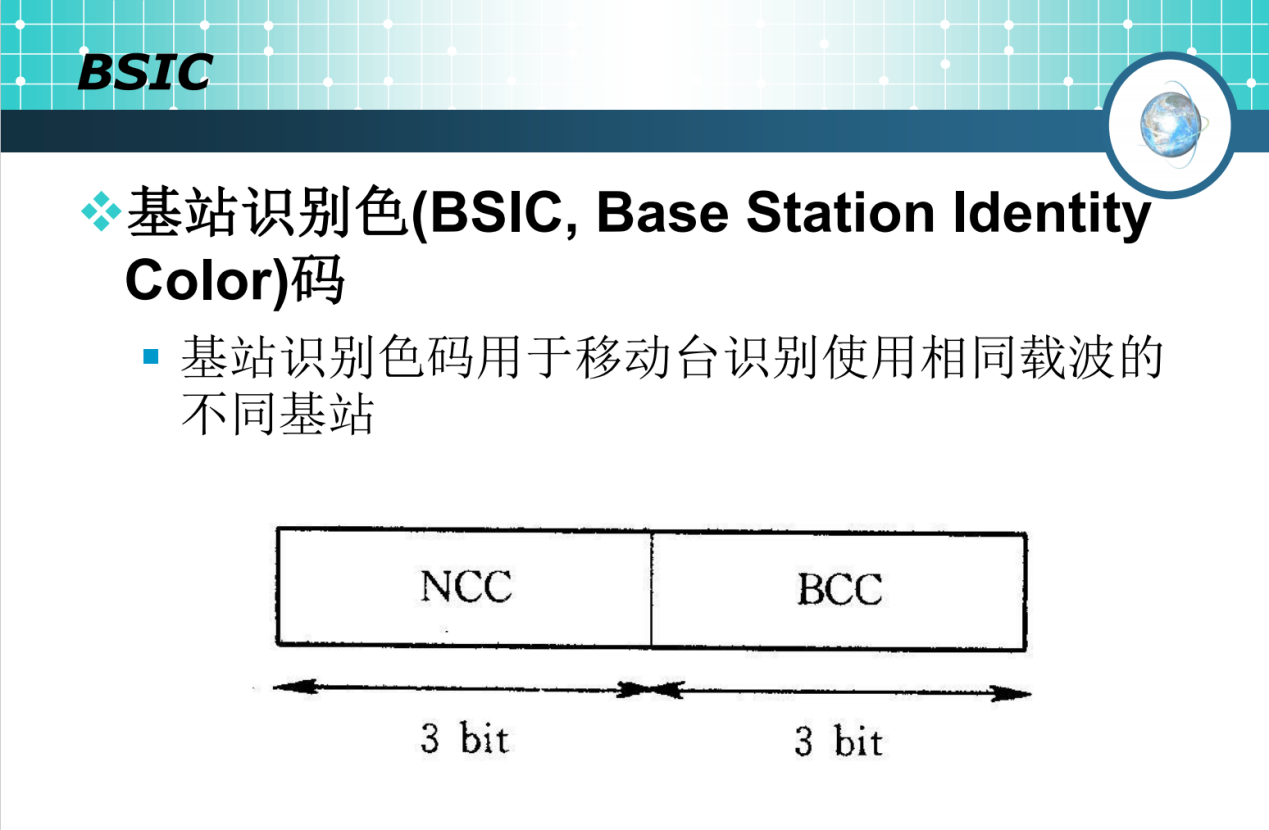 BSIC
基站识别色(BSIC, Base Station Identity
Color)码
基站识别色码用于移动台识别使用相同载波的
不同基站
NCC BCC
3 bit 3 bit